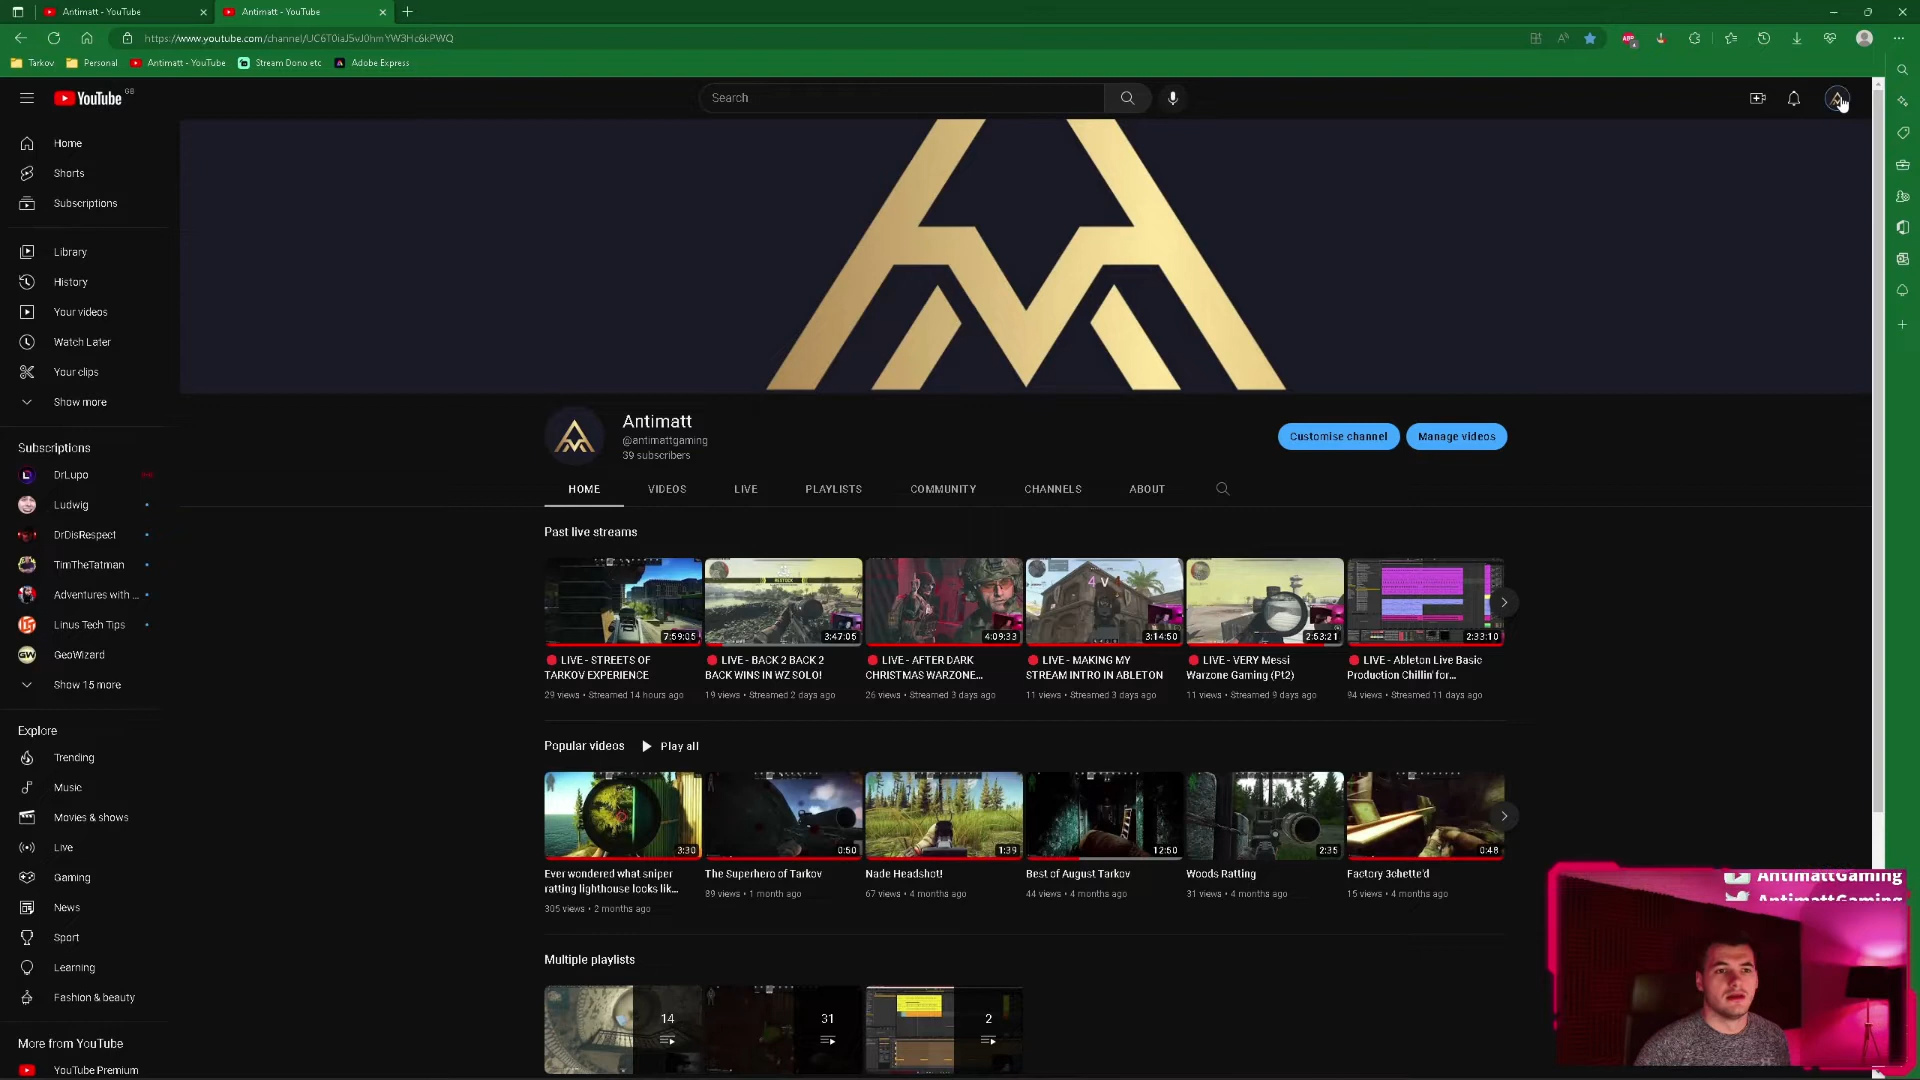 Antimatt - YouTube
Antimatt - YouTube
https://www.youtube.com/channel/UC6T0iaJ5vJ0hmYW3Hc6kPWQ
Tarkov
Personal
Antimatt - YouTube
Stream Dono etc
Adobe Express
YouTube GB
Search
Home
Shorts
Subscriptions
Library
History
Your videos
Watch Later
Your clips
Show more
Subscriptions
DrLupo
Ludwig
DrDisRespect
TimTheTatman
Adventures with ...
Linus Tech Tips
GeoWizard
Show 15 more
Explore
Trending
Music
Movies & shows
Live
Gaming
News
Sport
Learning
Fashion & beauty
More from YouTube
YouTube Premium
Antimatt
@antimattgaming
39 subscribers
Customise channel
Manage videos
HOME VIDEOS LIVE PLAYLISTS COMMUNITY CHANNELS ABOUT
Past live streams
7:59:05
LIVE - STREETS OF
TARKOV EXPERIENCE
29 views • Streamed 14 hours ago
3:47:05
LIVE - BACK 2 BACK 2
BACK WINS IN WZ SOLO!
19 views • Streamed 2 days ago
4:09:33
LIVE - AFTER DARK
CHRISTMAS WARZONE...
26 views • Streamed 3 days ago
4 V
3:14:50
LIVE - MAKING MY
STREAM INTRO IN ABLETON
11 views • Streamed 3 days ago
2:53:21
LIVE - VERY Messi
Warzone Gaming (Pt2)
11 views • Streamed 9 days ago
2:33:10
LIVE - Ableton Live Basic
Production Chillin' for...
94 views • Streamed 11 days ago
Popular videos
Play all
3:30
Ever wondered what sniper
ratting lighthouse looks lik...
305 views • 2 months ago
0:50
The Superhero of Tarkov
89 views • 1 month ago
1:39
Nade Headshot!
67 views • 4 months ago
12:50
Best of August Tarkov
44 views • 4 months ago
2:35
Woods Ratting
31 views • 4 months ago
0:48
Factory 3chette'd
15 views • 4 months ago
Multiple playlists
14
31
2
AntimattGaming
AntimattGaming